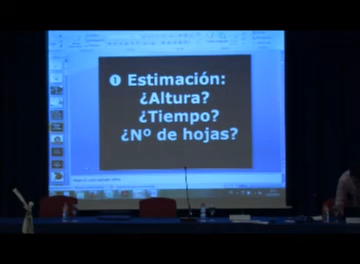 ❶ Estimación:
¿Altura?
¿Tiempo?
¿Nº de hojas?